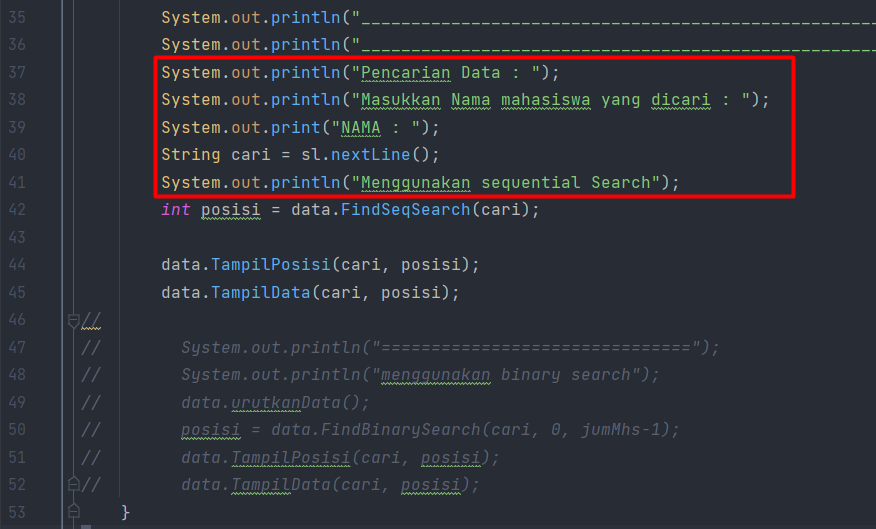 35 System.out.println("____________________________________________________
36 System.out.println("____________________________________________________
37 System.out.println("Pencarian Data : ");
38 System.out.println("Masukkan Nama mahasiswa yang dicari : ");
39 System.out.print("NAMA : ");
40 String cari = sl.nextLine();
41 System.out.println("Menggunakan sequential Search");
42 int posisi = data.FindSeqSearch(cari);
43
44 data.TampilPosisi(cari, posisi);
45 data.TampilData(cari, posisi);
46 //
47 // System.out.println("===============================");
48 // System.out.println("menggunakan binary search");
49 // data.urutkanData();
50 // posisi = data.FindBinarySearch(cari, 0, jumMhs-1);
51 // data.TampilPosisi(cari, posisi);
52 // data.TampilData(cari, posisi);
53 }